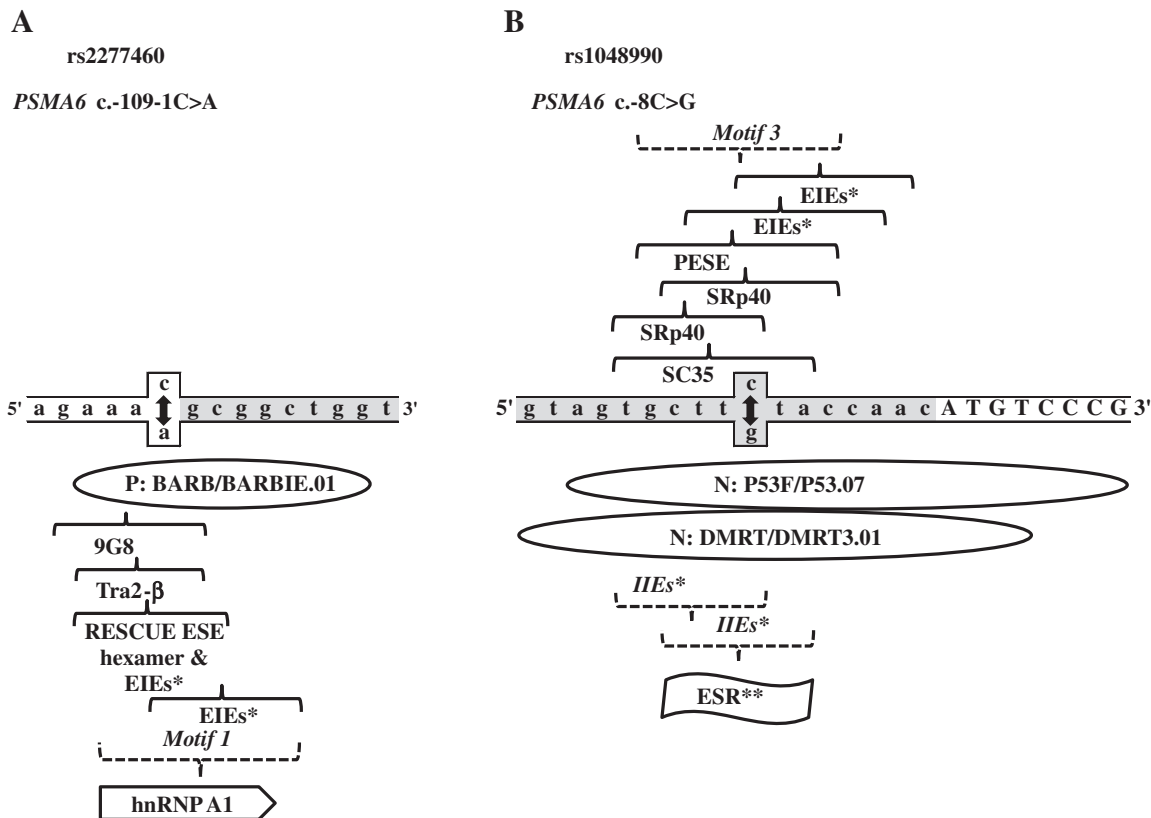 A
rs2277460
PSMA6 c.-109-1C>A
c
5' a g a a a g c g g c t g g t 3'
a
P: BARB/BARBIE.01
9G8
Tra2-β
RESCUE ESE
hexamer &
EIEs*
EIEs*
Motif 1
hnRNP A1
B
rs1048990
PSMA6 c.-8C>G
Motif 3
EIEs*
EIEs*
PESE
SRp40
SRp40
SC35
c
5' g t a g t g c t t t a c c a a c A T G T C C C G 3'
g
N: P53F/P53.07
N: DMRT/DMRT3.01
IIEs*
IIEs*
ESR**